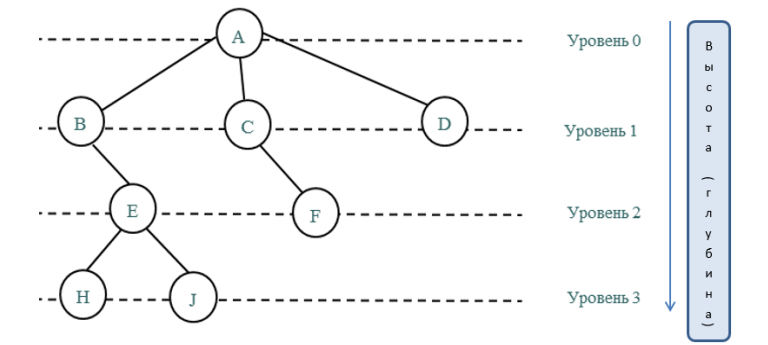 A
Уровень 0
B
C
D
Уровень 1
E
F
Уровень 2
H
J
Уровень 3
Высота (глубина)